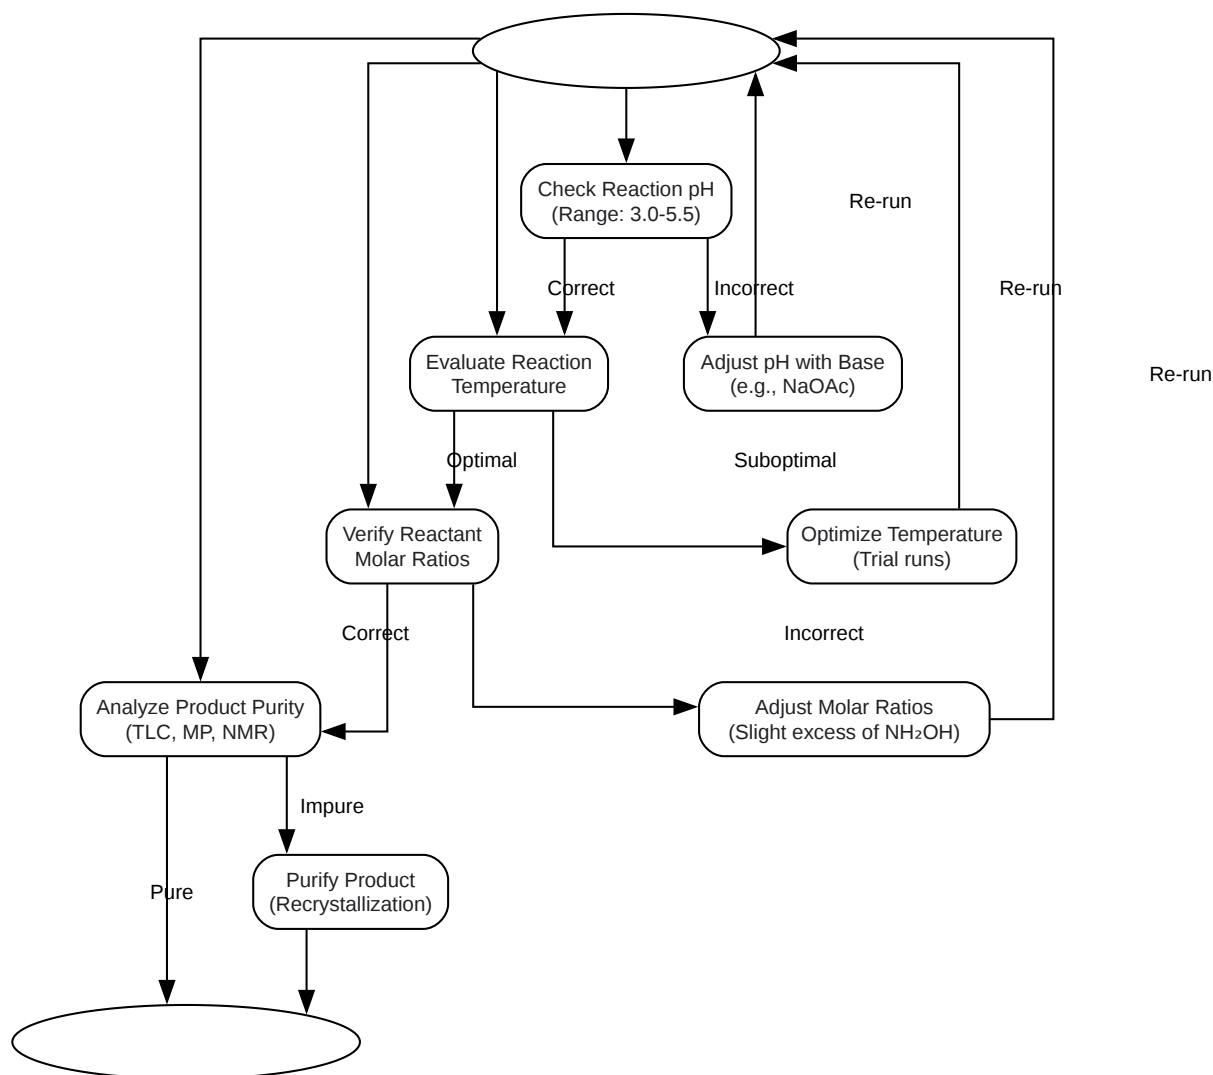 Check Reaction pH
(Range: 3.0-5.5)
Re-run
Correct
Incorrect
Re-run
Evaluate Reaction
Temperature
Adjust pH with Base
(e.g., NaOAc)
Re-run
Optimal
Suboptimal
Verify Reactant
Molar Ratios
Optimize Temperature
(Trial runs)
Correct
Incorrect
Analyze Product Purity
(TLC, MP, NMR)
Adjust Molar Ratios
(Slight excess of NH₂OH)
Impure
Pure
Purify Product
(Recrystallization)